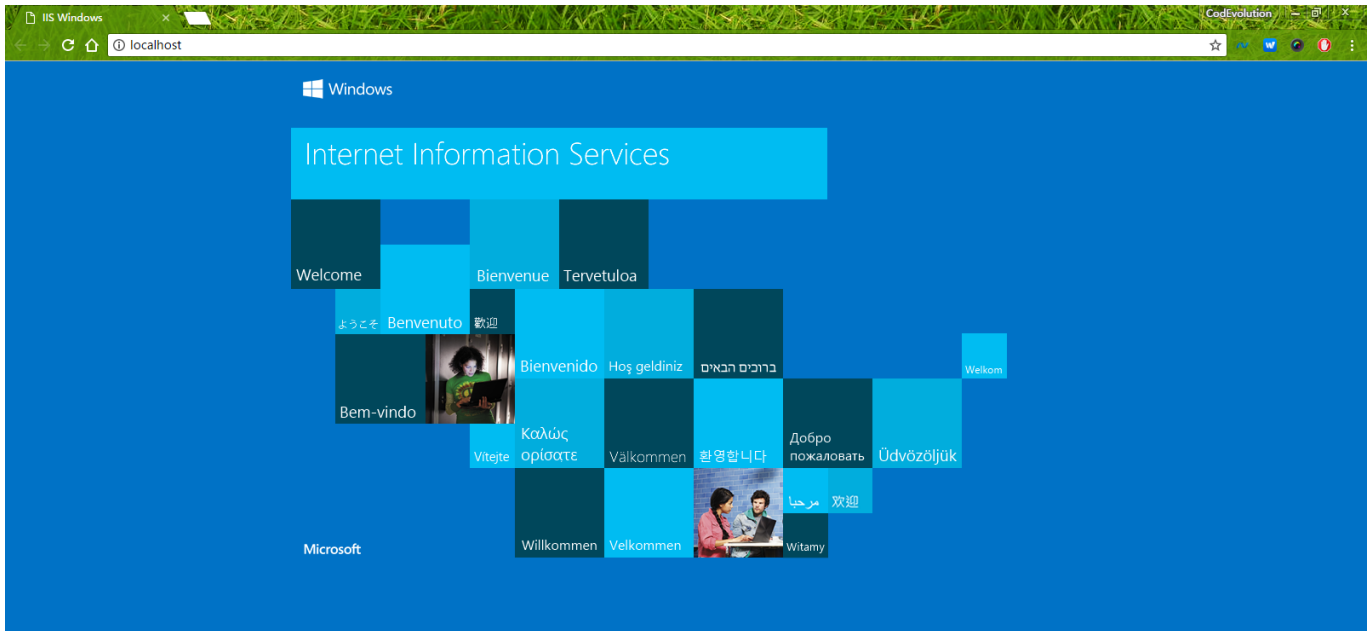 IIS Windows
CodEvolution
localhost
Windows
Internet Information Services
Welcome
Bienvenue
Tervetuloa
ようこそ
Benvenuto
歡迎
Bienvenido
Hoş geldiniz
ברוכים הבאים
Welkom
Bem-vindo
Vítejte
Καλώς
ορίσατε
Välkommen
환영합니다
Добро
пожаловать
Üdvözöljük
مرحبا
欢迎
Microsoft
Willkommen
Velkommen
Witamy